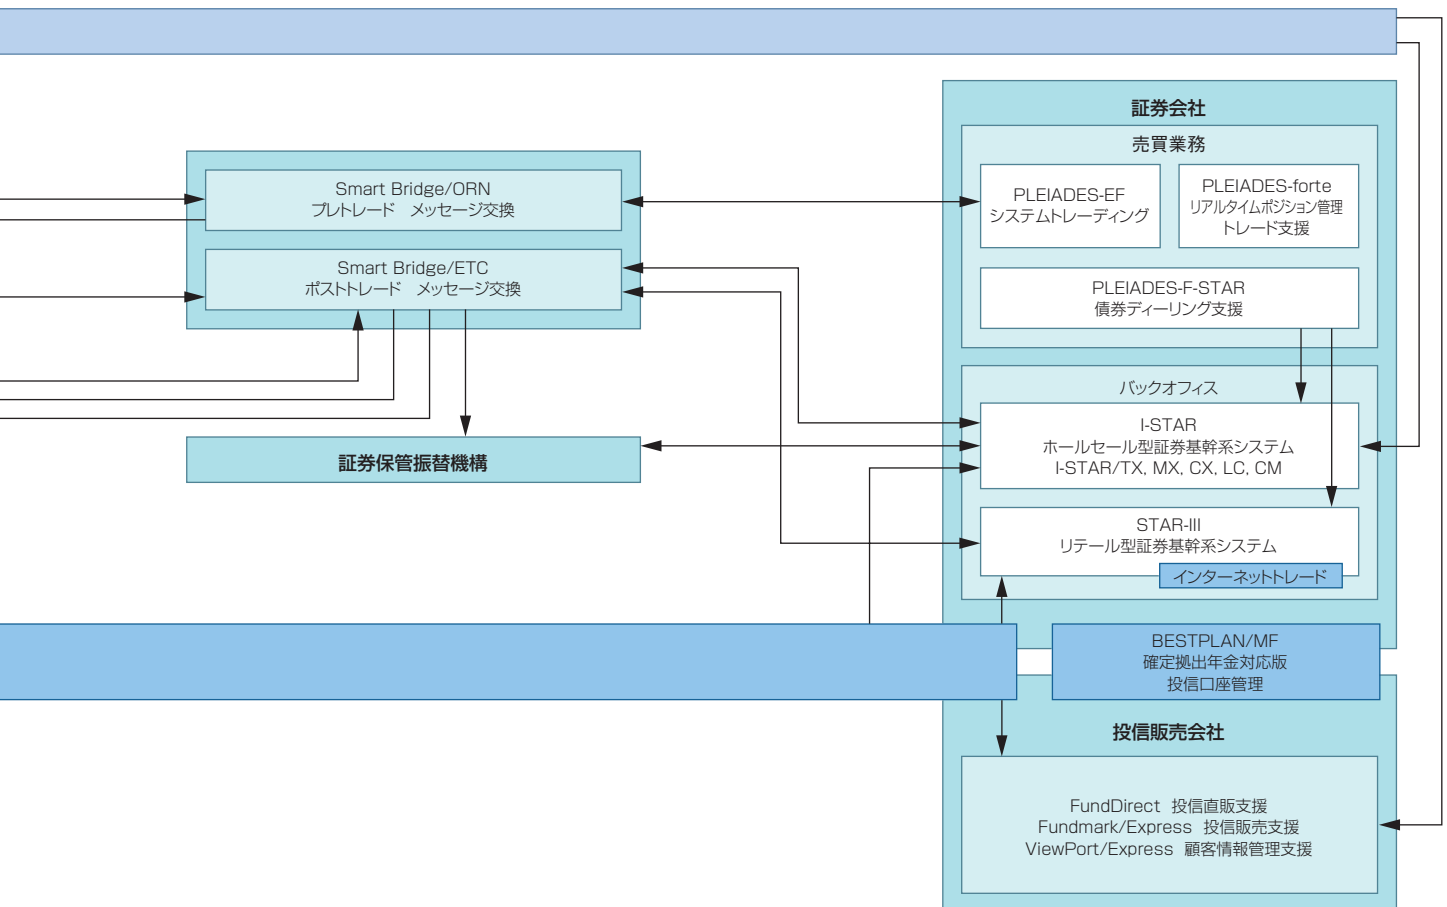 Smart Bridge/ORN
プレトレード　メッセージ交換
Smart Bridge/ETC
ポストトレード　メッセージ交換
証券保管振替機構
証券会社
売買業務
PLEIADES-EF
システムトレーディング
PLEIADES-forte
リアルタイムポジション管理
トレード支援
PLEIADES-F-STAR
債券ディーリング支援
バックオフィス
I-STAR
ホールセール型証券基幹系システム
I-STAR/TX, MX, CX, LC, CM
STAR-III
リテール型証券基幹系システム
インターネットトレード
BESTPLAN/MF
確定拠出年金対応版
投信口座管理
投信販売会社
FundDirect 投信直販支援
Fundmark/Express 投信販売支援
ViewPort/Express 顧客情報管理支援